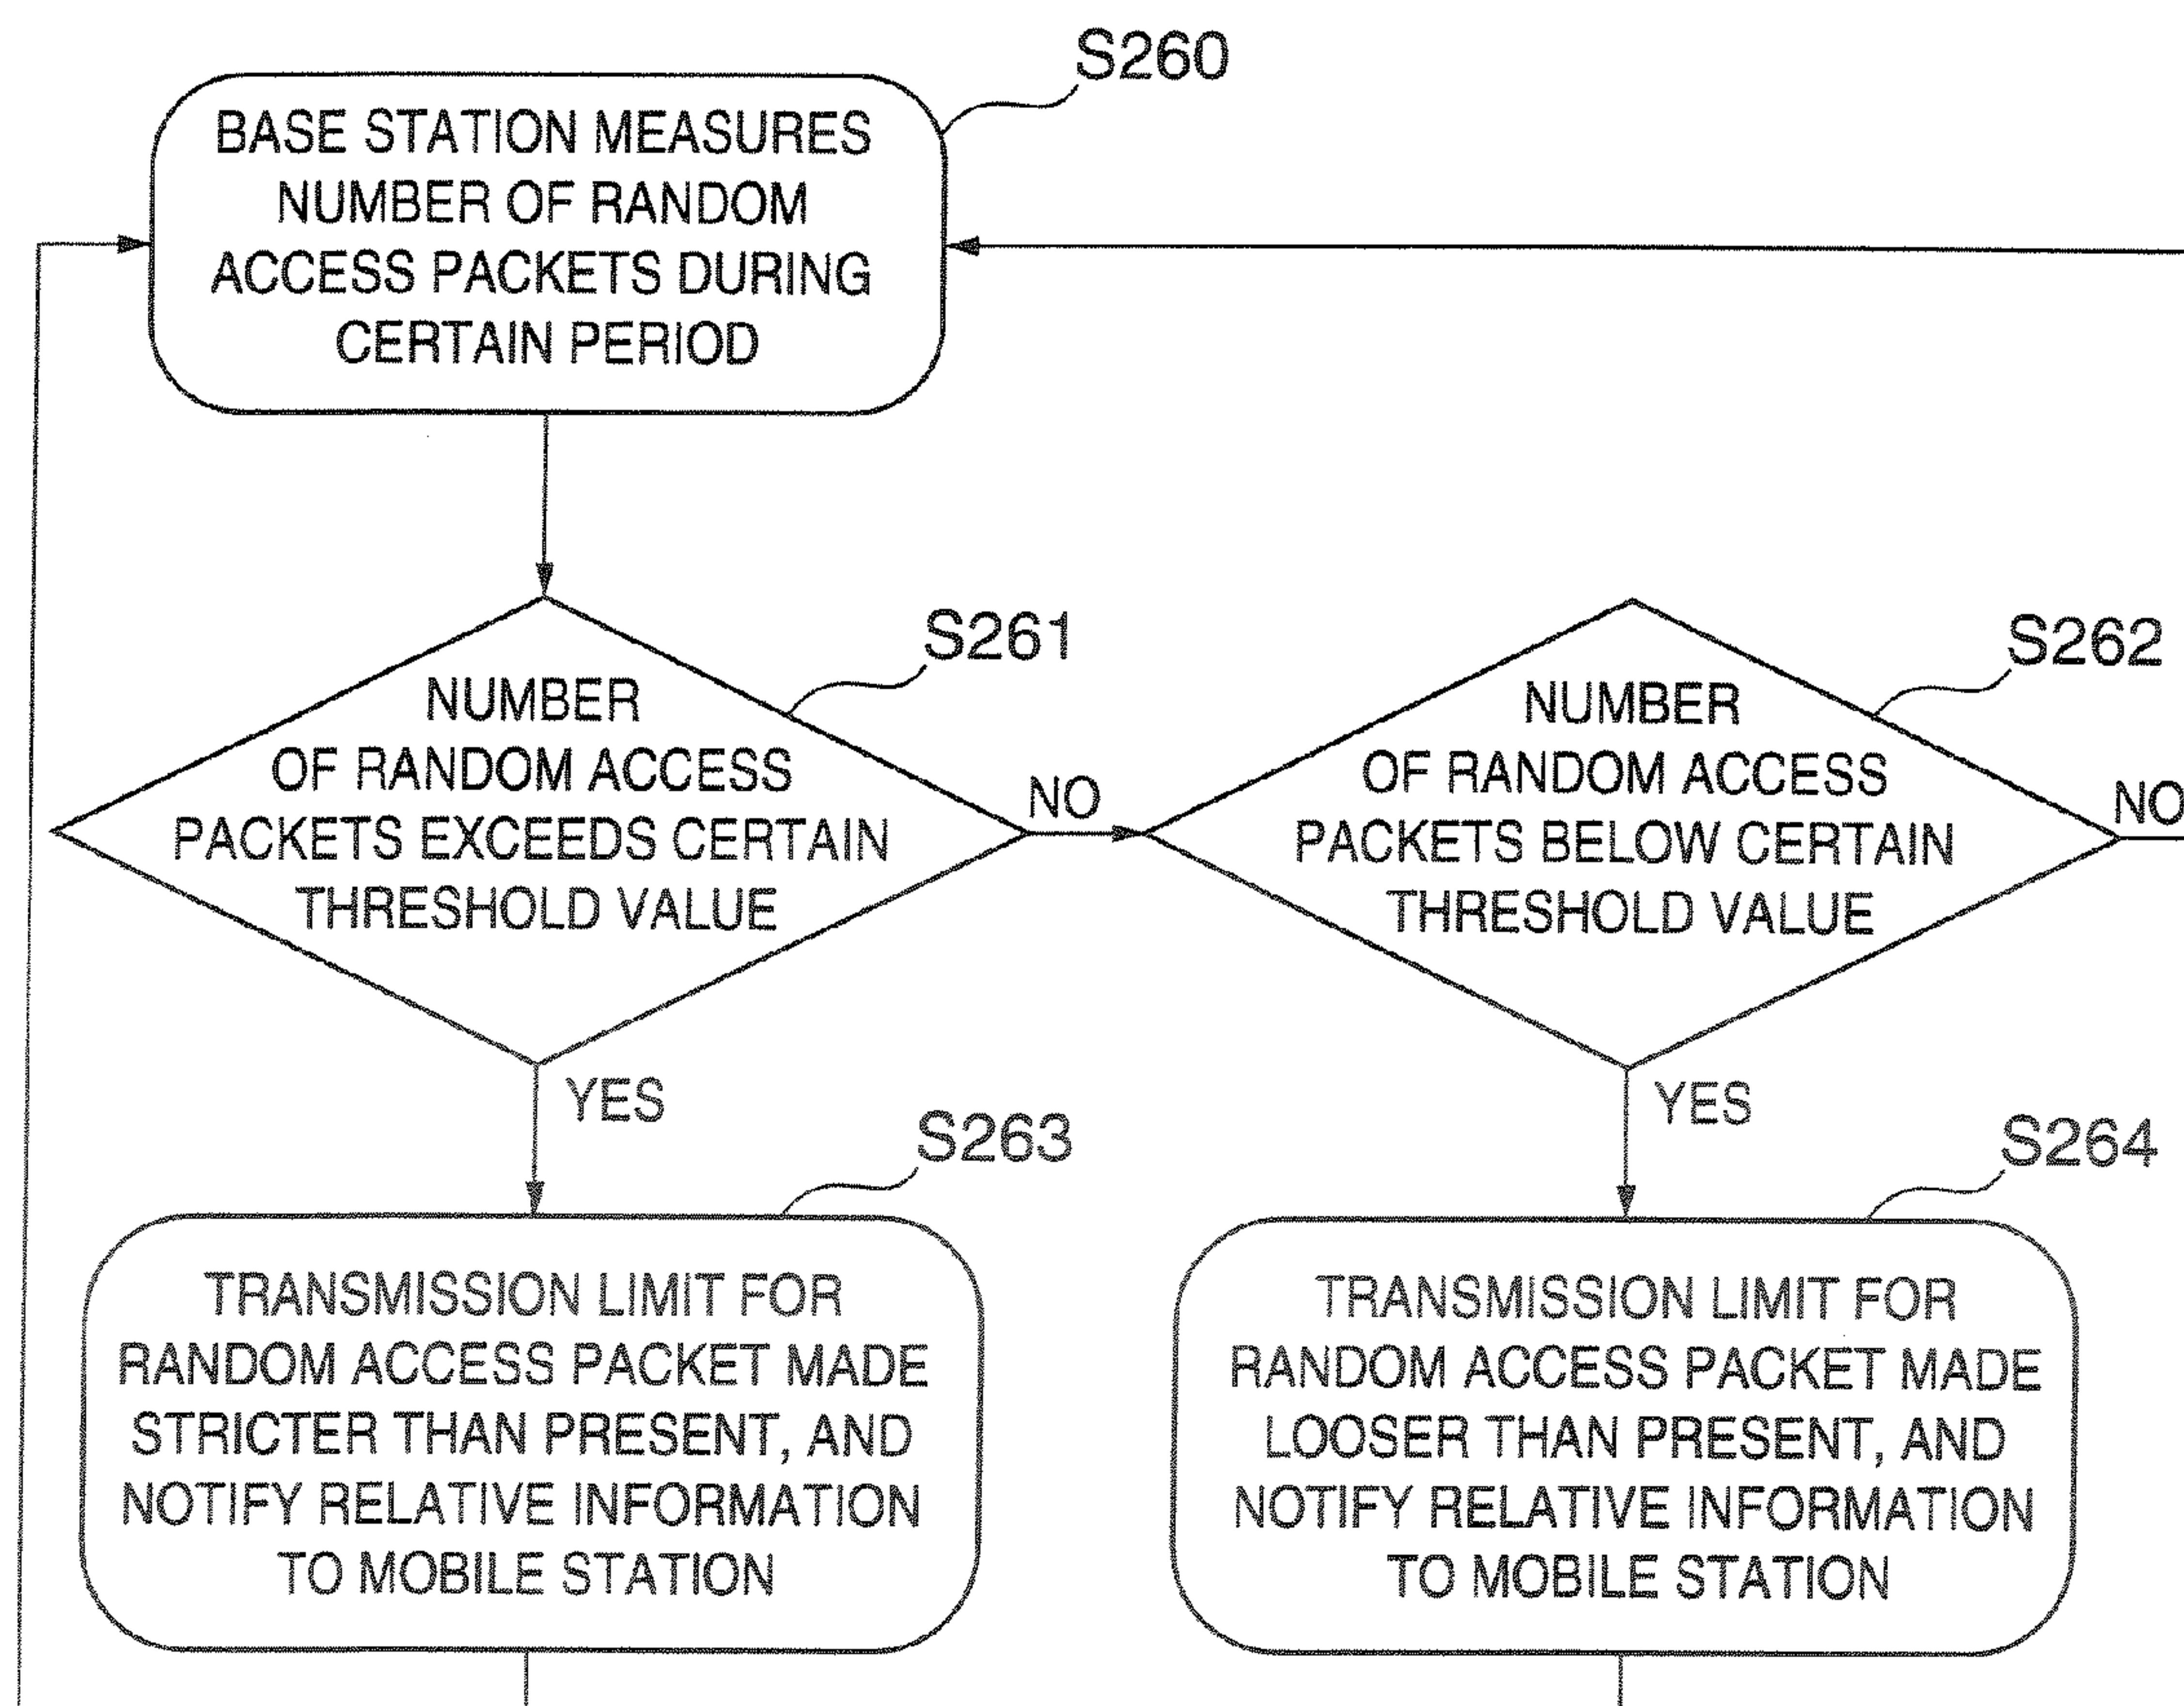 S260
BASE STATION MEASURES
NUMBER OF RANDOM
ACCESS PACKETS DURING
CERTAIN PERIOD
S261
NUMBER
OF RANDOM ACCESS
PACKETS EXCEEDS CERTAIN
THRESHOLD VALUE
NO
YES
S262
NUMBER
OF RANDOM ACCESS
PACKETS BELOW CERTAIN
THRESHOLD VALUE
NO
YES
S263
TRANSMISSION LIMIT FOR
RANDOM ACCESS PACKET MADE
STRICTER THAN PRESENT, AND
NOTIFY RELATIVE INFORMATION
TO MOBILE STATION
S264
TRANSMISSION LIMIT FOR
RANDOM ACCESS PACKET MADE
LOOSER THAN PRESENT, AND
NOTIFY RELATIVE INFORMATION
TO MOBILE STATION